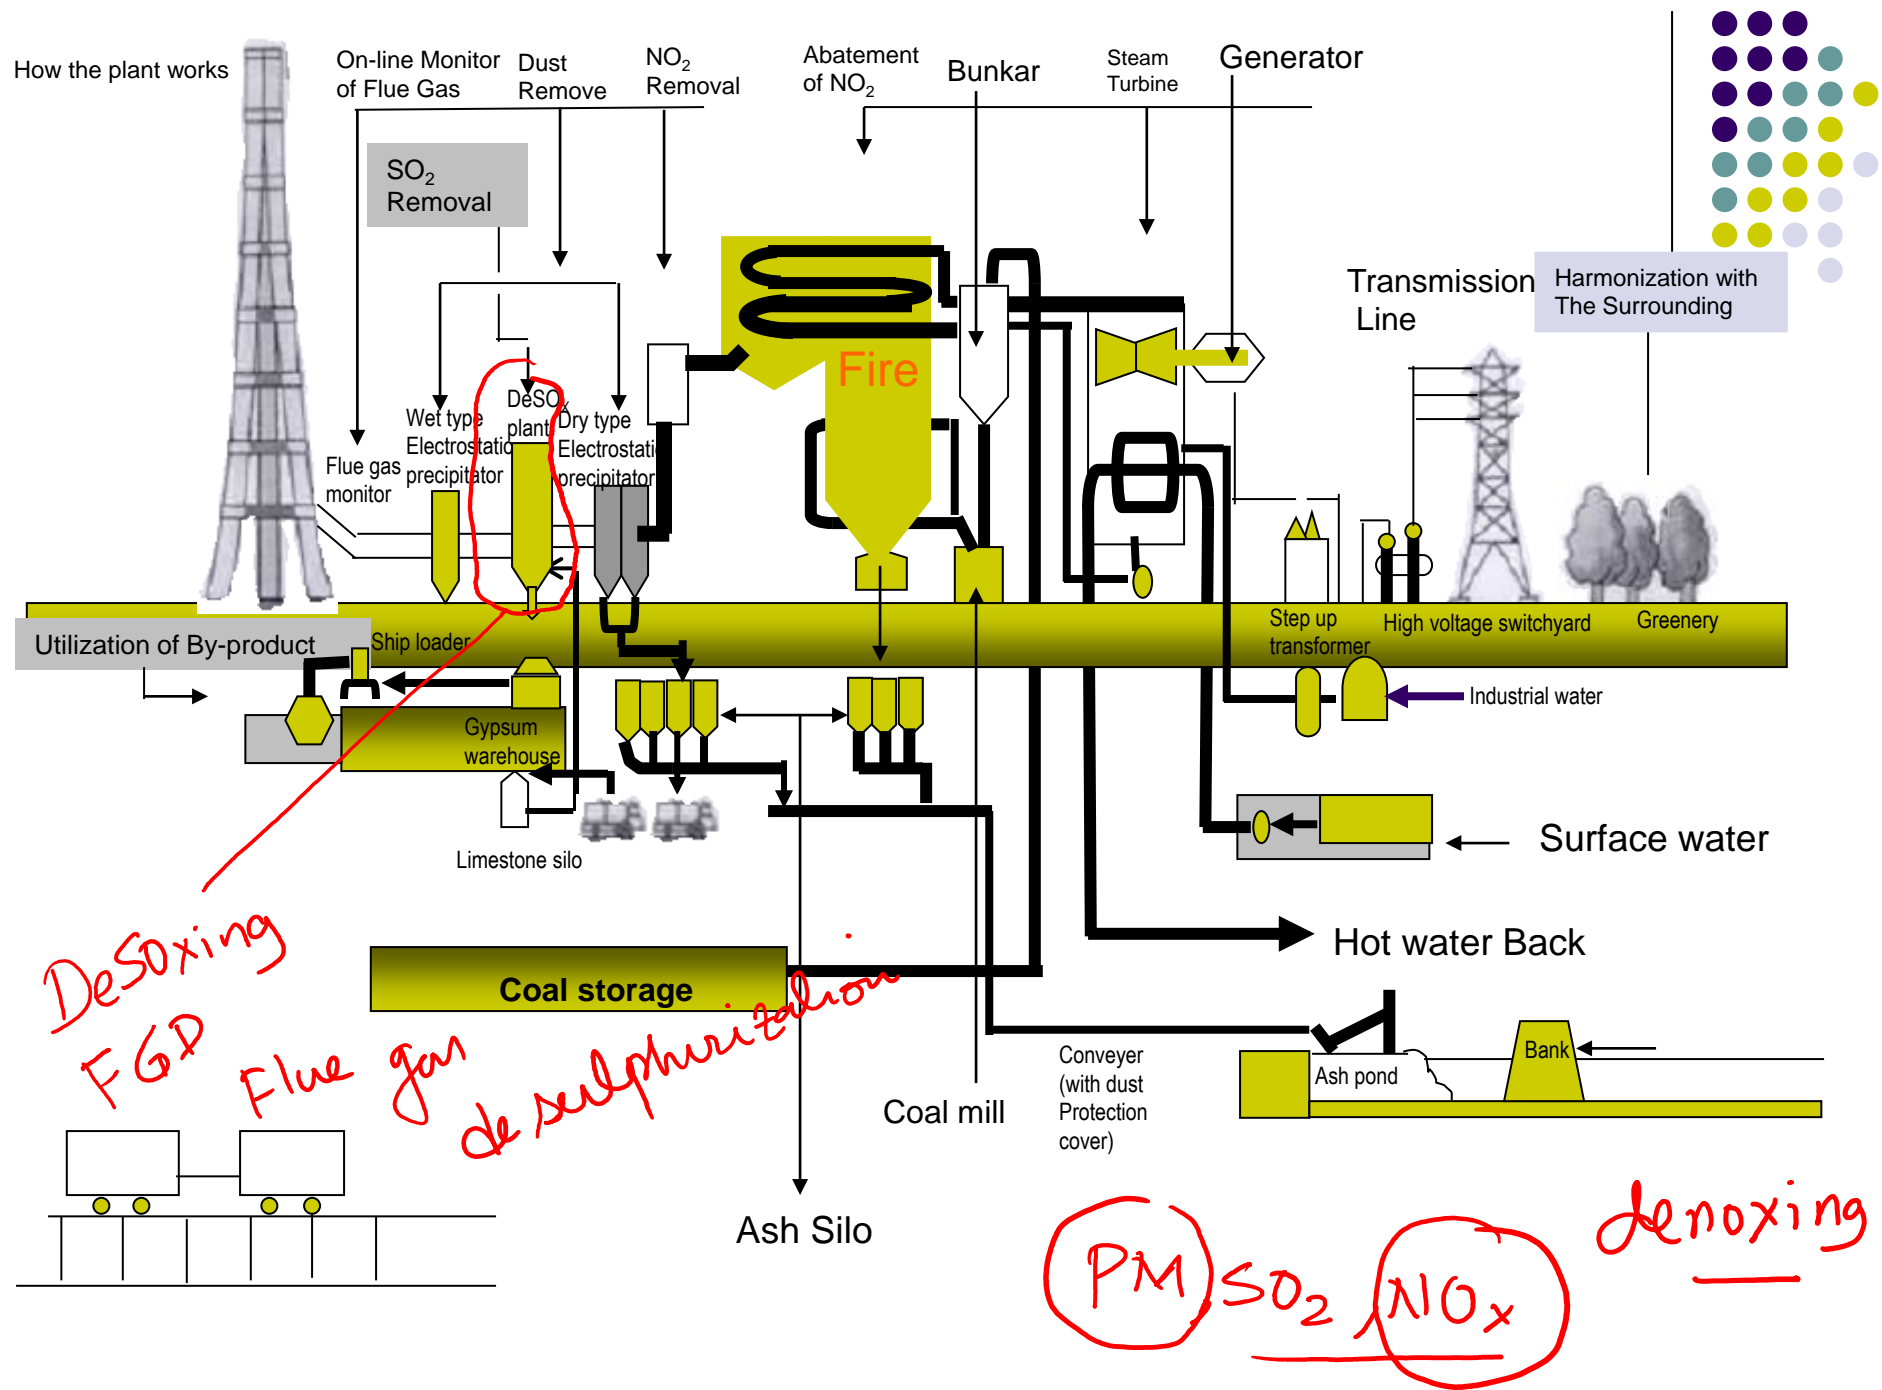 How the plant works
On-line Monitor
of Flue Gas
Dust
Remove
NO2
Removal
Abatement
of NO2
Bunkar
Steam
Turbine
Generator
SO2
Removal
Transmission
Line
Harmonization with
The Surrounding
Fire
DeSOx
plant
Wet type
Electrostatic
precipitator
Dry type
Electrostatic
precipitator
Flue gas
monitor
Utilization of By-product
Ship loader
Step up
transformer
High voltage switchyard
Greenery
Industrial water
Gypsum
warehouse
Limestone silo
Surface water
Hot water Back
DeSOxing
FGD
Flue gas
desulphurization
Coal storage
Conveyer
(with dust
Protection
cover)
Coal mill
Ash pond
Bank
Ash Silo
PM, SO2, NOx
denoxing